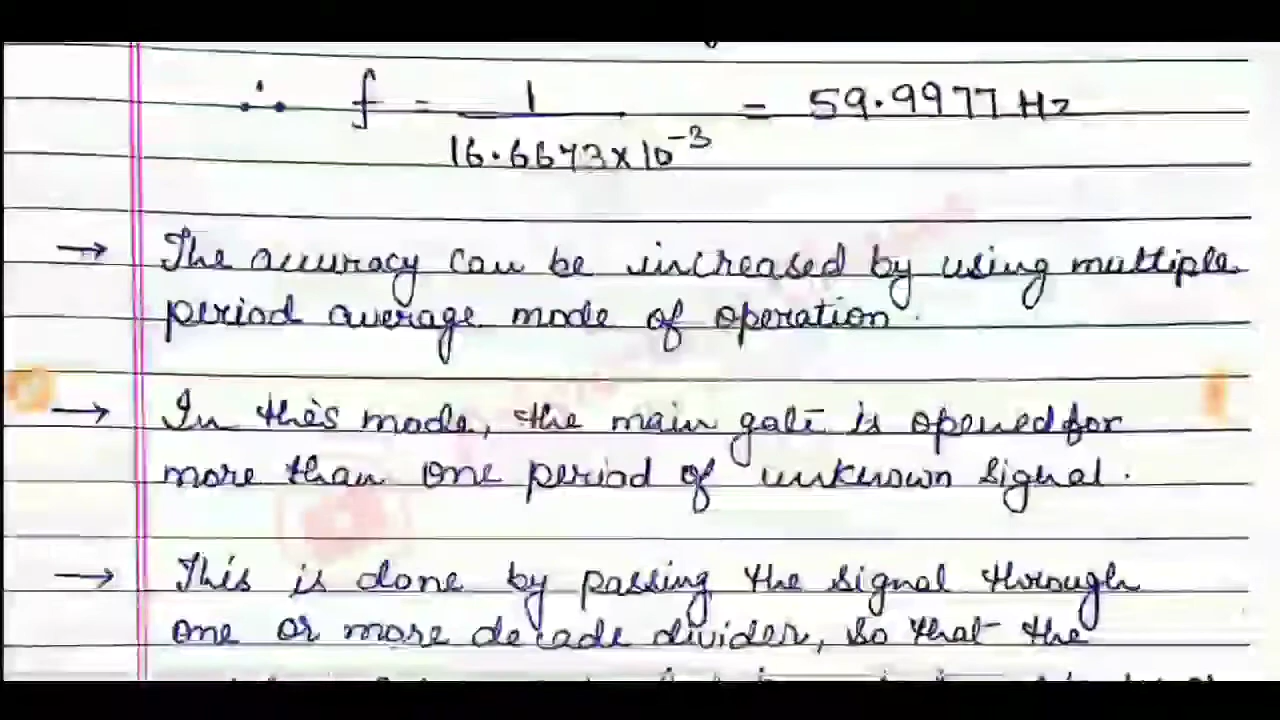 ∴ f = 1 / 16.6673×10⁻³ = 59.9977 Hz
→ The accuracy can be increased by using multiple
period average mode of operation.
→ In this mode, the main gate is opened for
more than one period of unknown signal.
→ This is done by passing the signal through
one or more decade divider, so that the